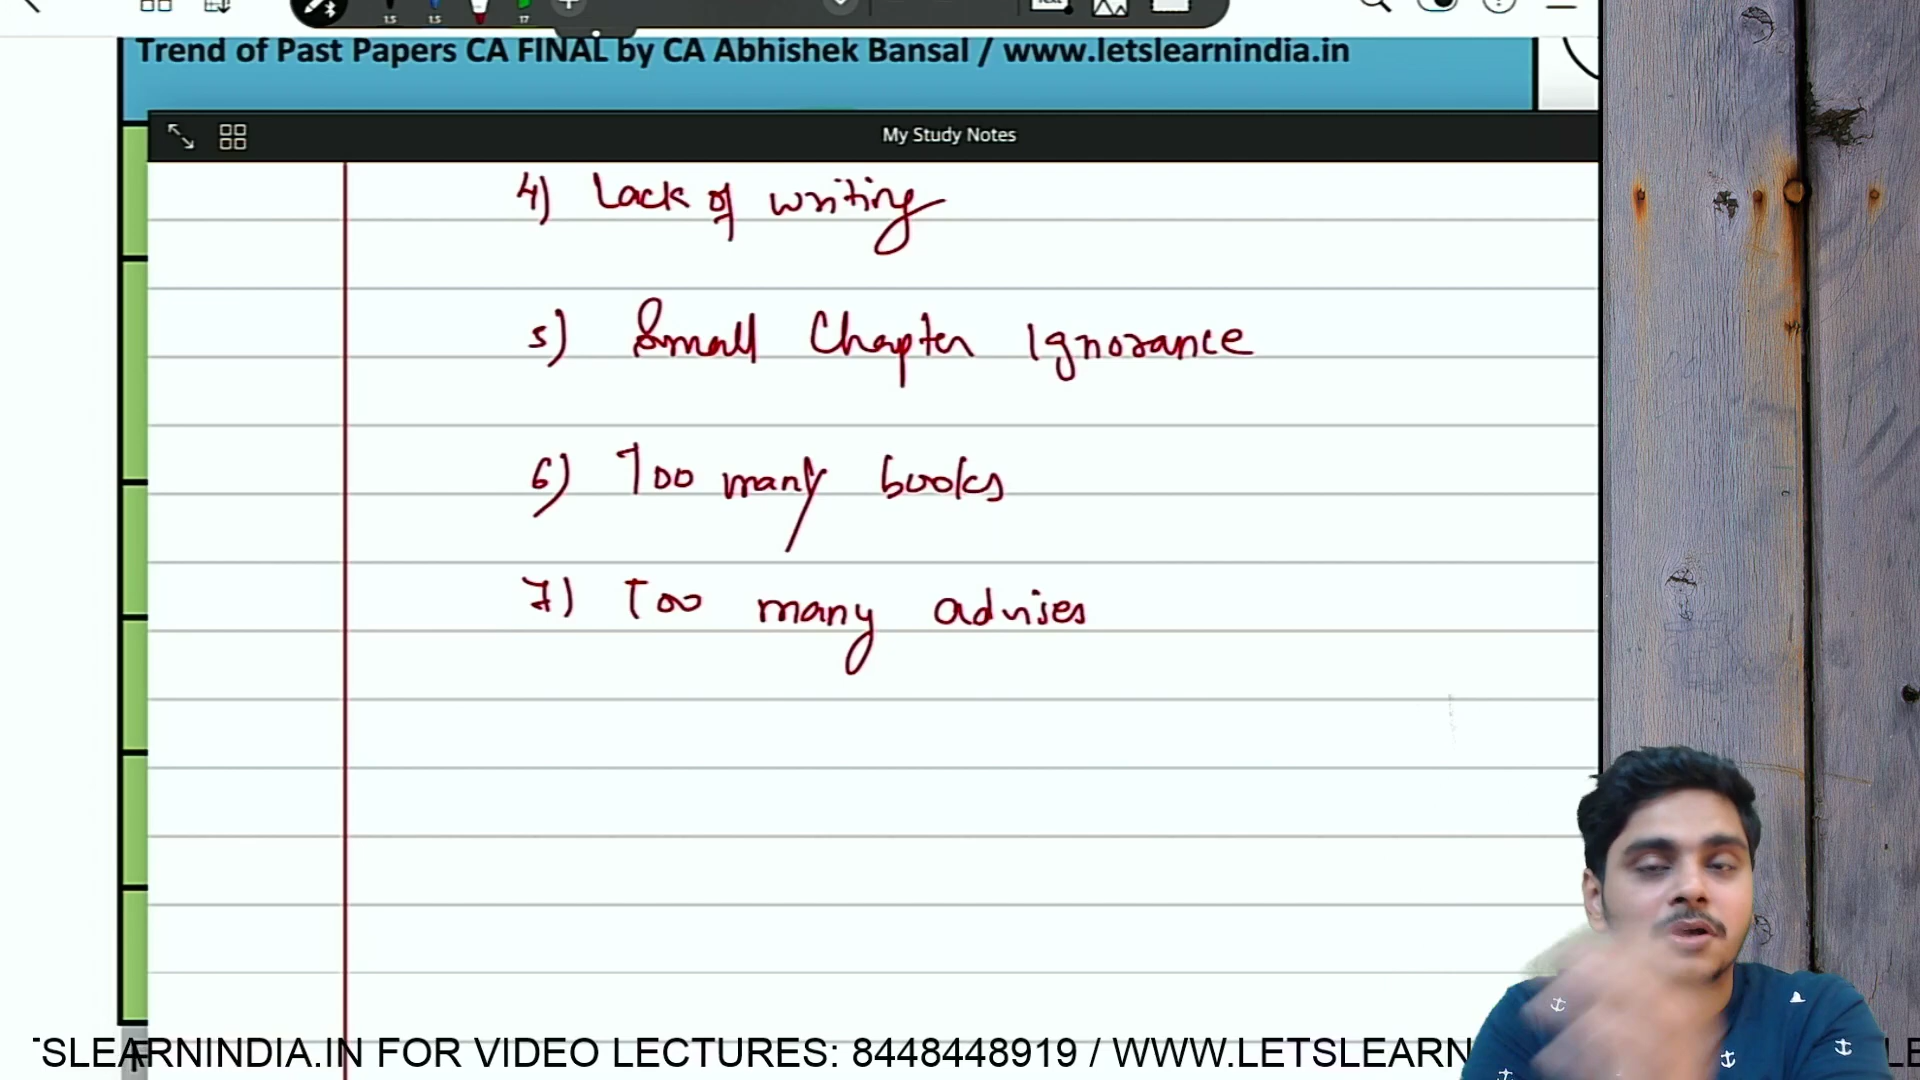 Trend of Past Papers CA FINAL by CA Abhishek Bansal / www.letslearnindia.in
My Study Notes
4) Lack of writing
5) Small Chapter Ignorance
6) Too many books
7) Too many advises
SLEARNINDIA.IN FOR VIDEO LECTURES: 8448448919 / WWW.LETSLEARN